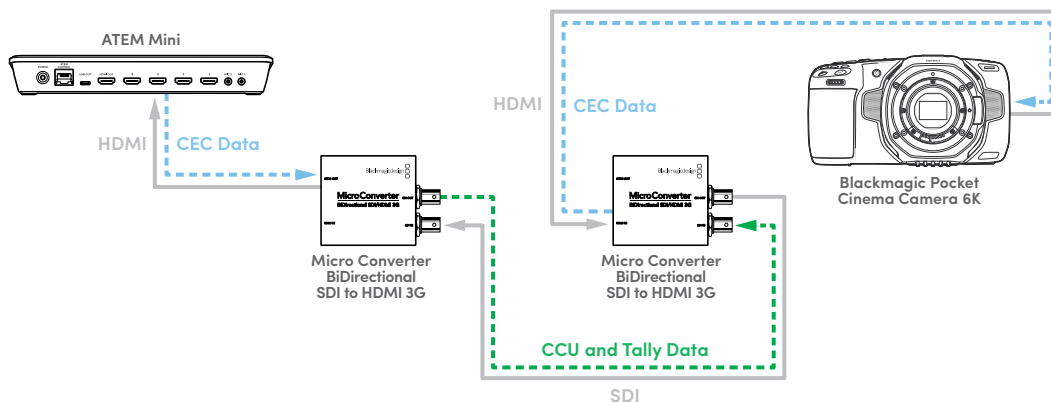 ATEM Mini
HDMI
CEC Data
Blackmagicdesign
MicroConverter
BiDirectional SDI/HDMI 3G
Micro Converter
BiDirectional
SDI to HDMI 3G
HDMI
CEC Data
Blackmagicdesign
MicroConverter
BiDirectional SDI/HDMI 3G
Micro Converter
BiDirectional
SDI to HDMI 3G
Blackmagic Pocket
Cinema Camera 6K
CCU and Tally Data
SDI